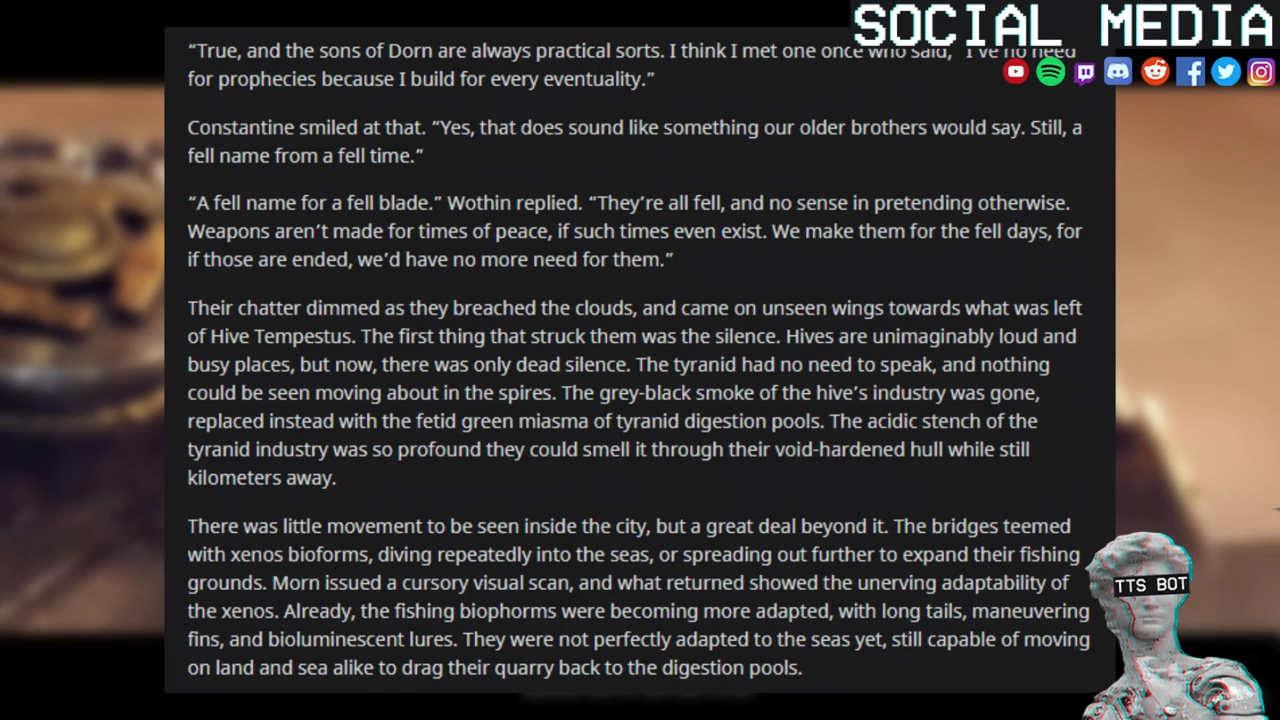 SOCIAL MEDIA
“True, and the sons of Dorn are always practical sorts. I think I met one once who said, “I’ve no need
for prophecies because I build for every eventuality.”
Constantine smiled at that. “Yes, that does sound like something our older brothers would say. Still, a
fell name from a fell time.”
“A fell name for a fell blade.” Wothin replied. “They’re all fell, and no sense in pretending otherwise.
Weapons aren’t made for times of peace, if such times even exist. We make them for the fell days, for
if those are ended, we’d have no more need for them.”
Their chatter dimmed as they breached the clouds, and came on unseen wings towards what was left
of Hive Tempestus. The first thing that struck them was the silence. Hives are unimaginably loud and
busy places, but now, there was only dead silence. The tyranid had no need to speak, and nothing
could be seen moving about in the spires. The grey-black smoke of the hive’s industry was gone,
replaced instead with the fetid green miasma of tyranid digestion pools. The acidic stench of the
tyranid industry was so profound they could smell it through their void-hardened hull while still
kilometers away.
There was little movement to be seen inside the city, but a great deal beyond it. The bridges teemed
with xenos bioforms, diving repeatedly into the seas, or spreading out further to expand their fishing
grounds. Morn issued a cursory visual scan, and what returned showed the unerving adaptability of
the xenos. Already, the fishing biophorms were becoming more adapted, with long tails, maneuvering
fins, and bioluminescent lures. They were not perfectly adapted to the seas yet, still capable of moving
on land and sea alike to drag their quarry back to the digestion pools.
TTS BOT